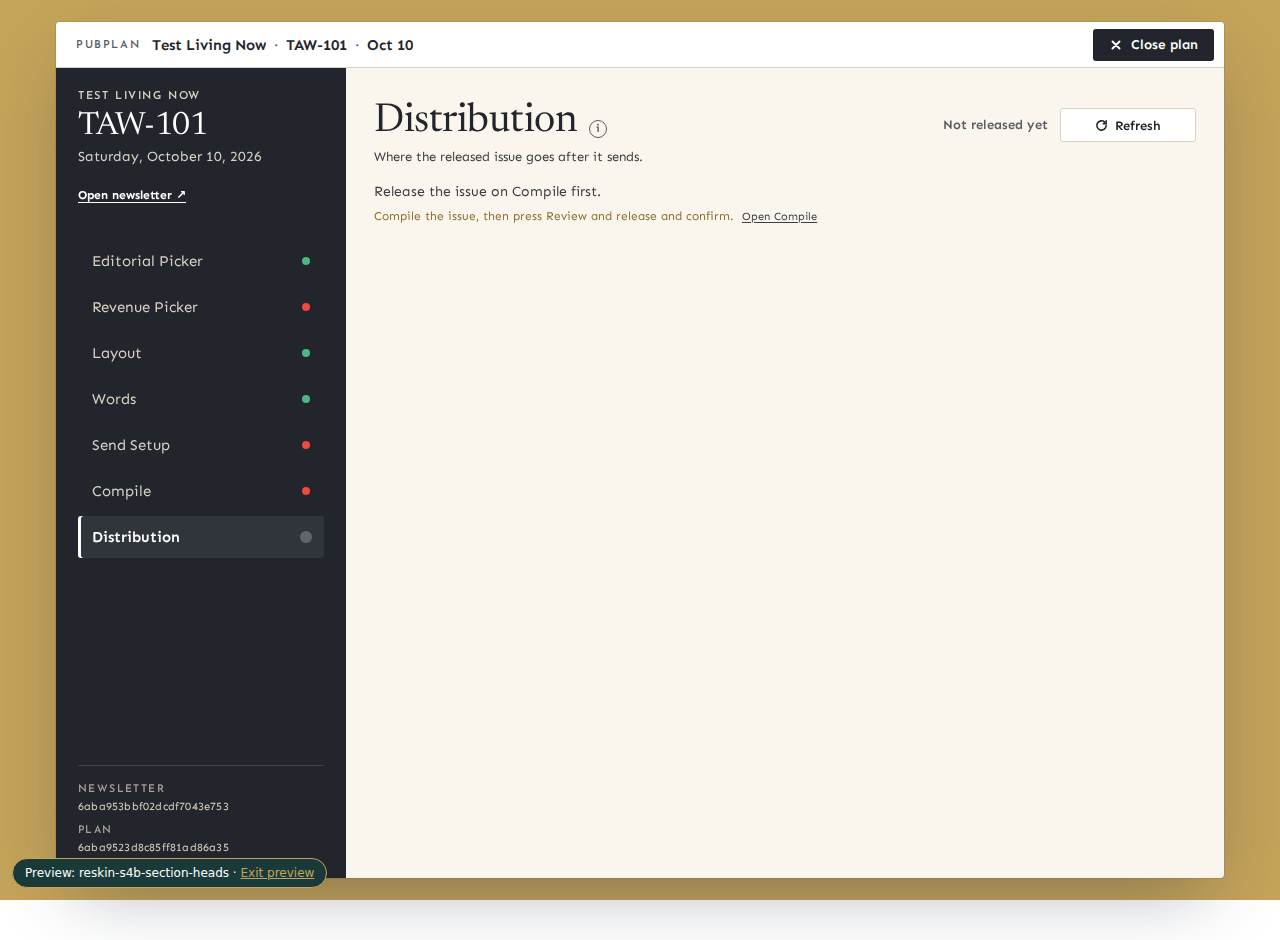 PUBPLAN Test Living Now · TAW-101 · Oct 10
Close plan
TEST LIVING NOW
TAW-101
Saturday, October 10, 2026
Open newsletter ↗
Editorial Picker
Revenue Picker
Layout
Words
Send Setup
Compile
Distribution
NEWSLETTER
6aba953bbf02dcdf7043e753
PLAN
6aba9523d8c85ff81ad86a35
Preview: reskin-s4b-section-heads · Exit preview
Distribution
Not released yet
Refresh
Where the released issue goes after it sends.
Release the issue on Compile first.
Compile the issue, then press Review and release and confirm. Open Compile